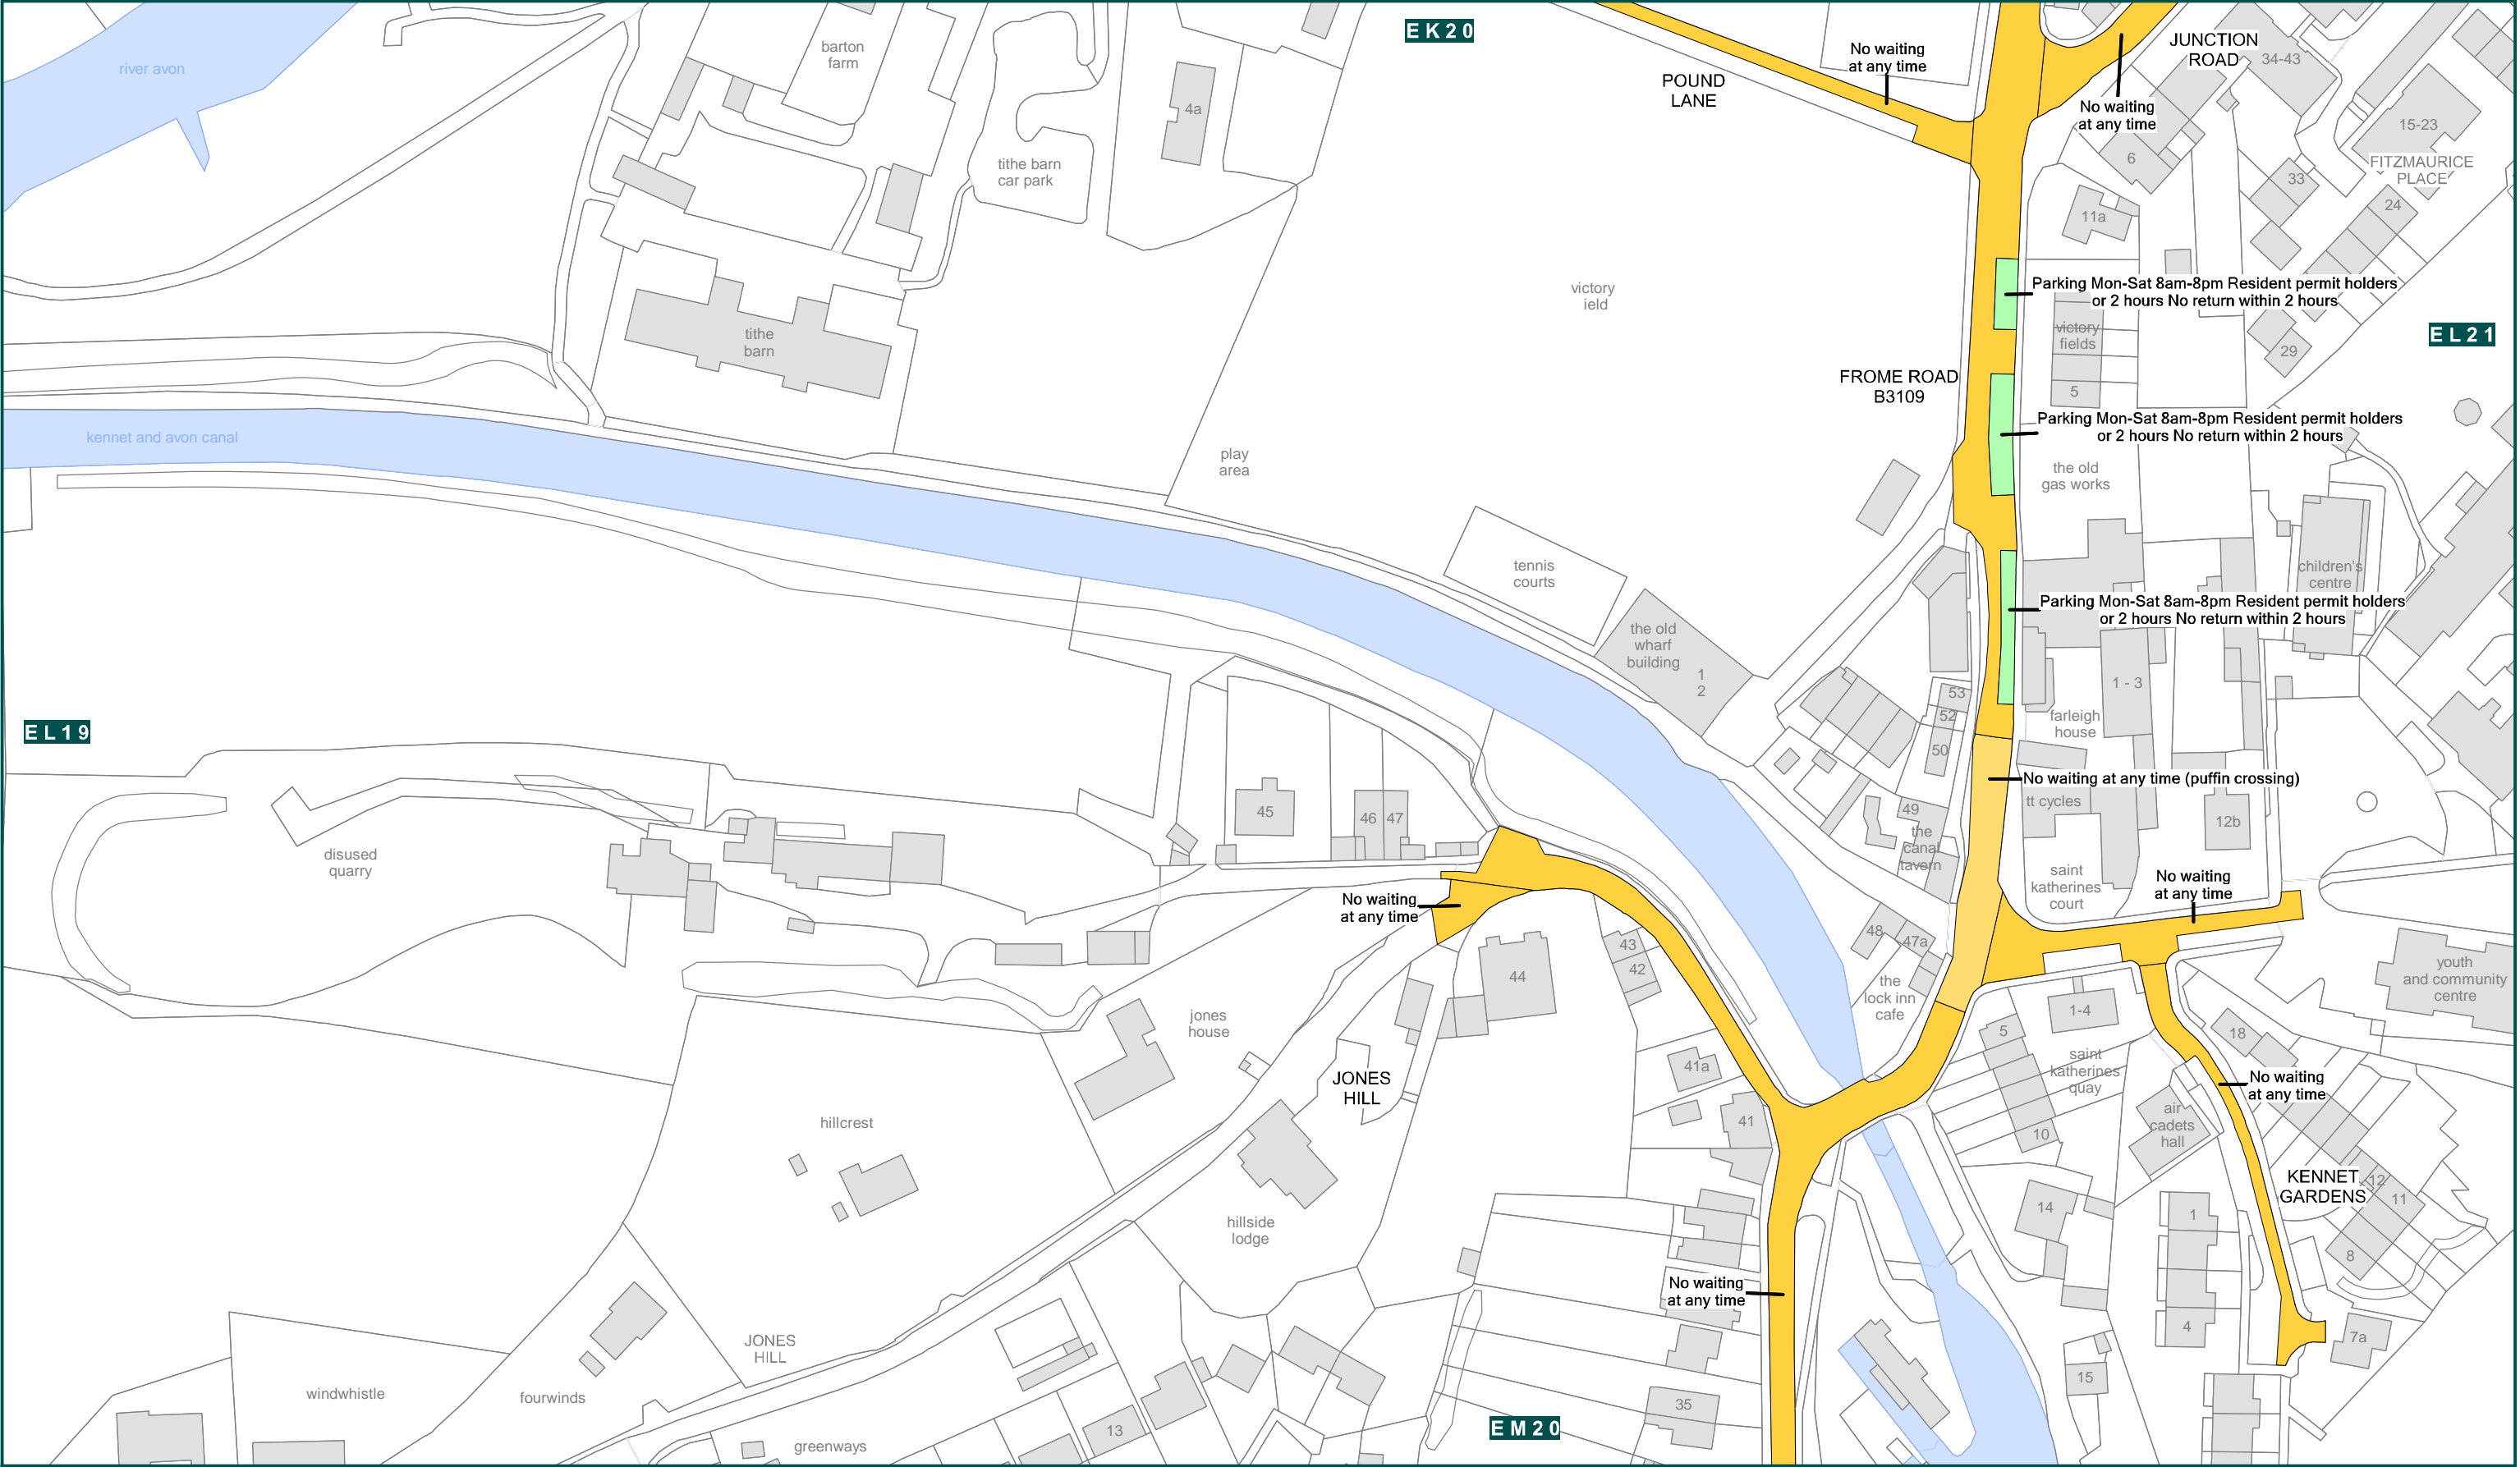 EK20
river avon
barton
farm
No waiting
at any time
JUNCTION
ROAD
34-43
POUND
LANE
4a
No waiting
at any time
15-23
tithe barn
car park
6
FITZMAURICE
PLACE
33
24
11a
victory
ield
Parking Mon-Sat 8am-8pm Resident permit holders
or 2 hours No return within 2 hours
tithe
barn
victory
fields
EL21
29
FROME ROAD
B3109
5
Parking Mon-Sat 8am-8pm Resident permit holders
or 2 hours No return within 2 hours
kennet and avon canal
play
area
the old
gas works
tennis
courts
children's
centre
Parking Mon-Sat 8am-8pm Resident permit holders
or 2 hours No return within 2 hours
the old
wharf
building
1
2
1 - 3
53
52
50
farleigh
house
EL19
No waiting at any time (puffin crossing)
tt cycles
45
46
47
49
the
canal
tavern
12b
disused
quarry
saint
katherines
court
No waiting
at any time
No waiting
at any time
48
47a
43
42
44
the
lock inn
cafe
youth
and community
centre
1-4
5
18
jones
house
saint
katherines
quay
41a
JONES
HILL
No waiting
at any time
hillcrest
41
10
air
cadets
hall
KENNET
GARDENS
12
11
14
1
hillside
lodge
8
No waiting
at any time
4
7a
JONES
HILL
15
windwhistle
fourwinds
35
13
EM20
greenways